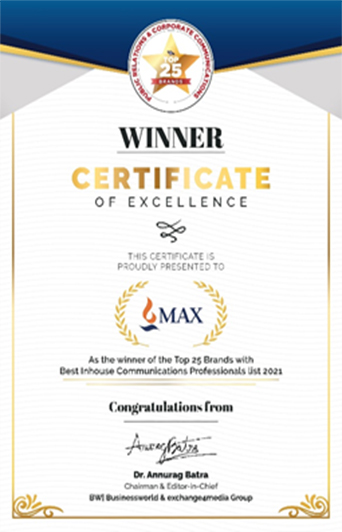 PUBLIC RELATIONS & CORPORATE COMMUNICATIONS
TOP
25
BRANDS
WINNER
CERTIFICATE
OF EXCELLENCE
THIS CERTIFICATE IS
PROUDLY PRESENTED TO
MAX
As the winner of the Top 25 Brands with
Best Inhouse Communications Professionals list 2021
Congratulations from
Anurag Batra
Dr. Annurag Batra
Chairman & Editor-in-Chief
BW| Businessworld & exchange4media Group